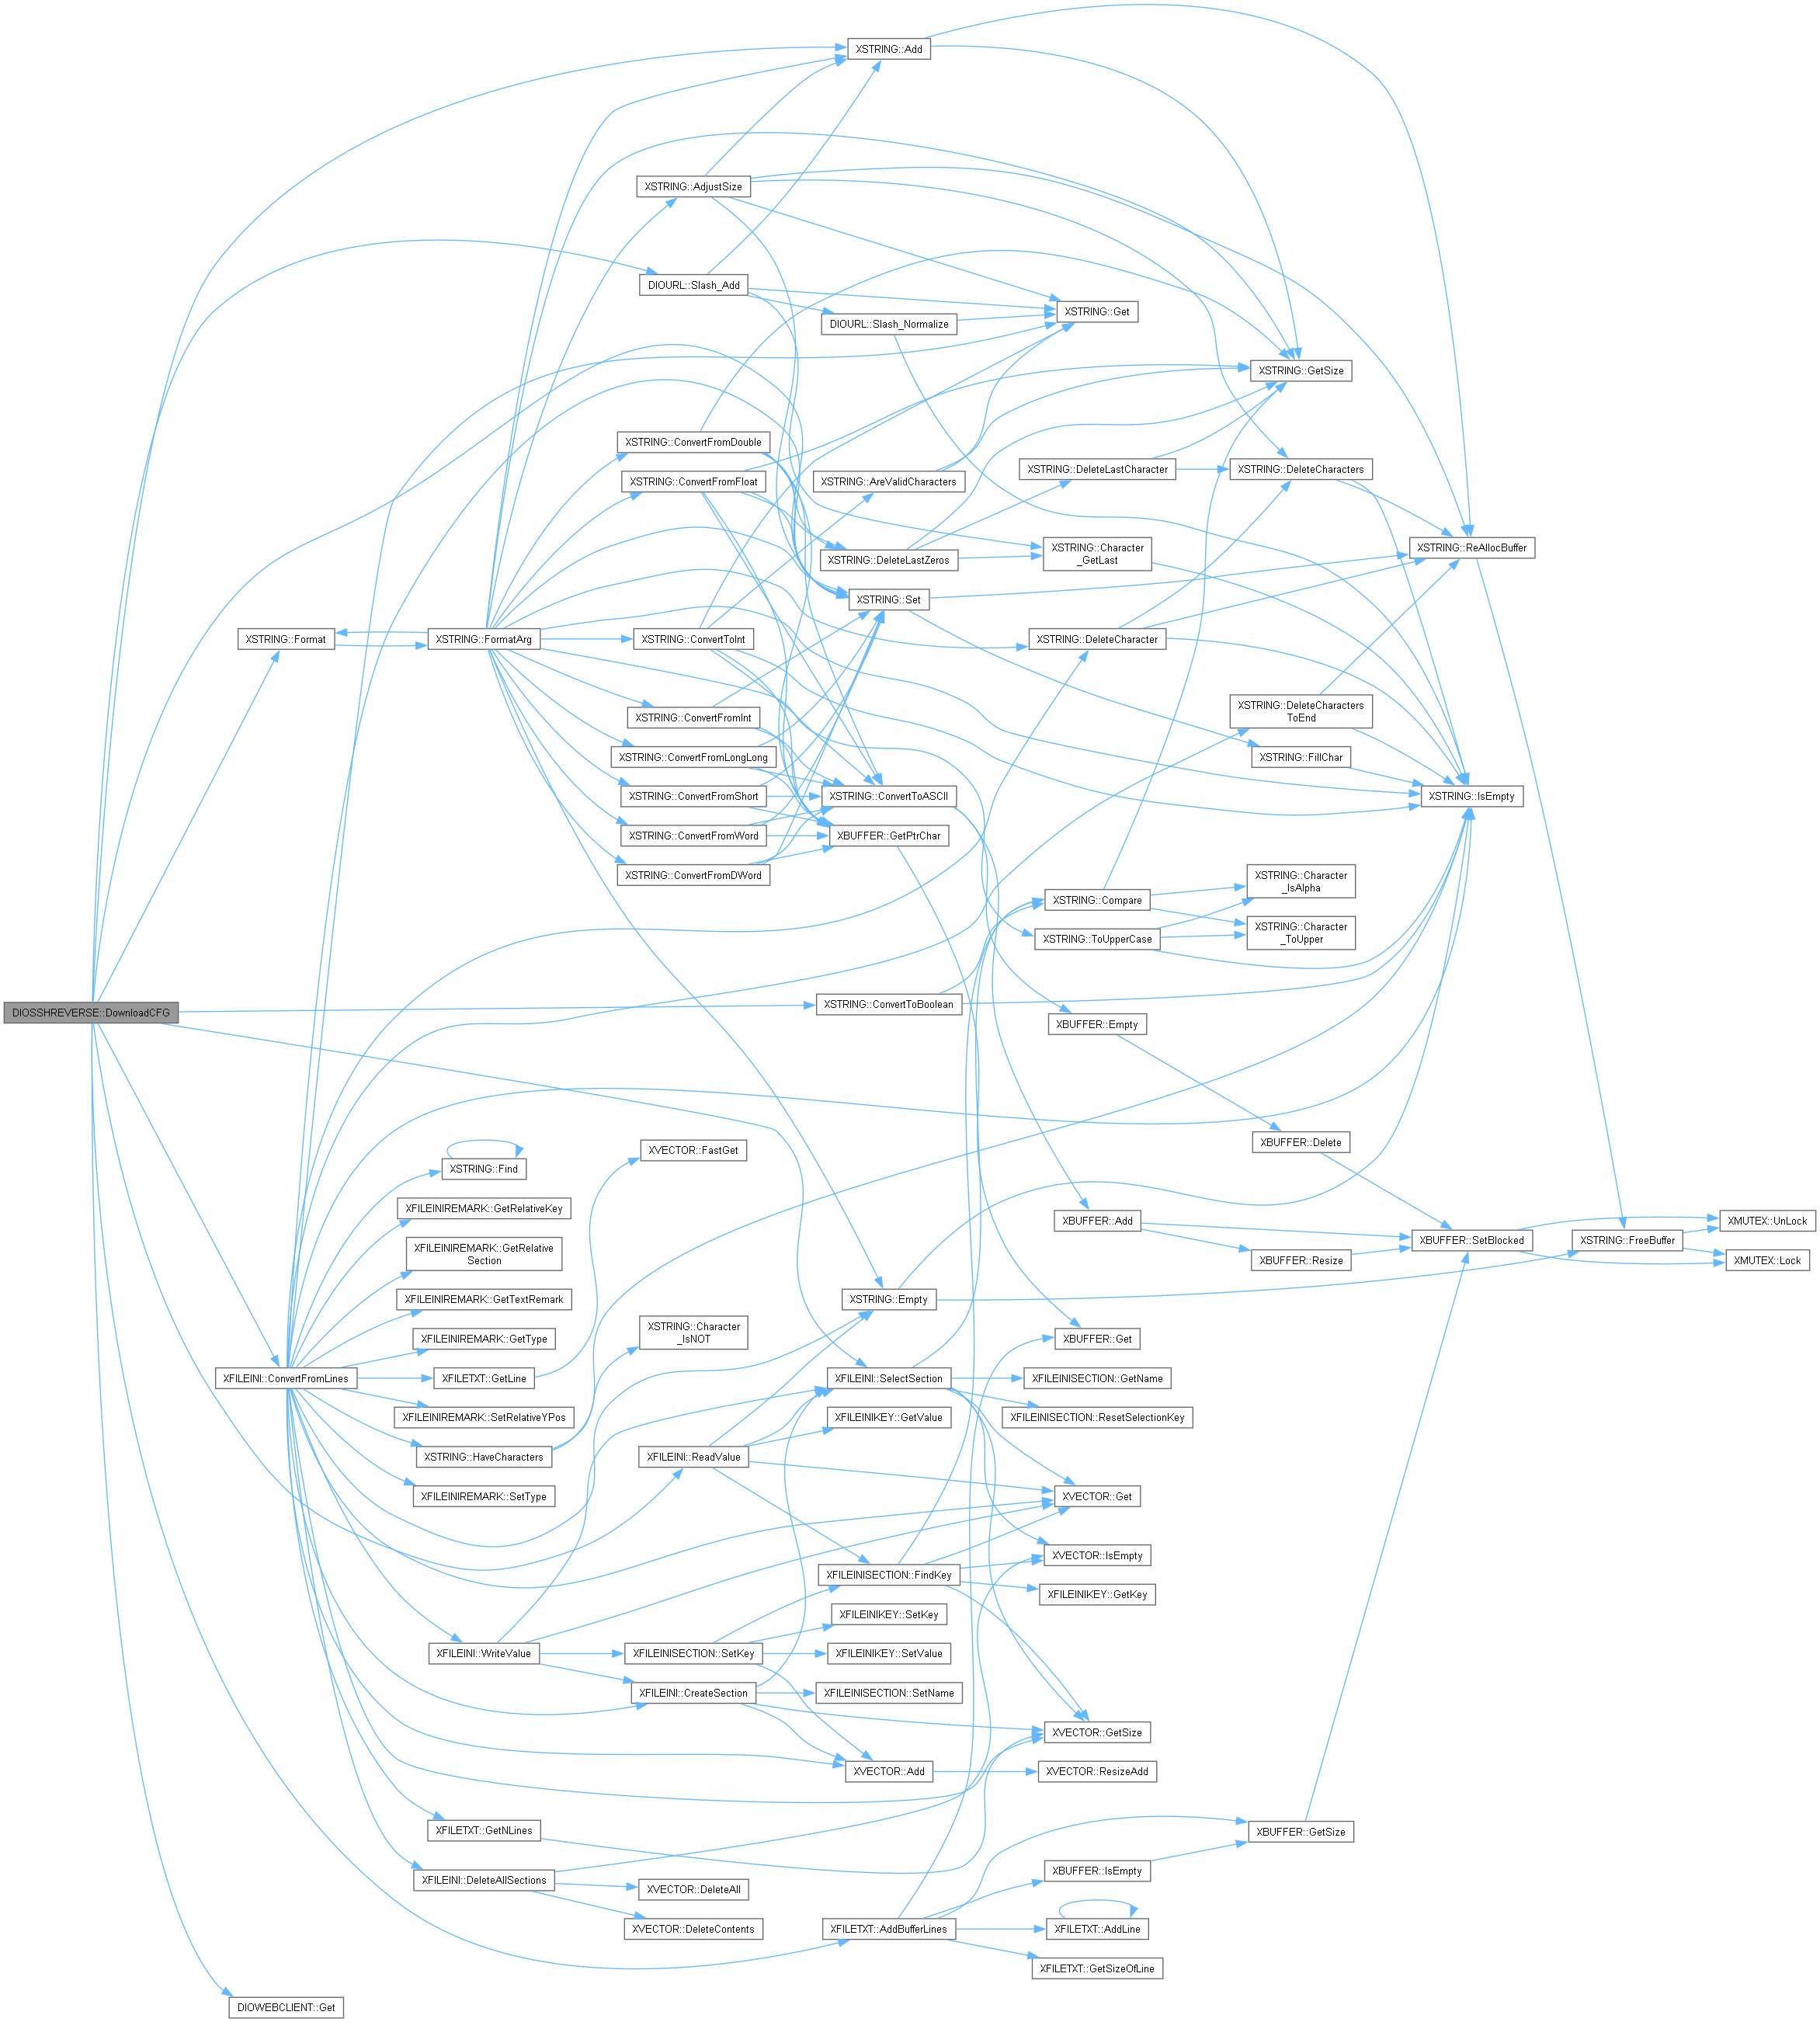 XSTRING::Add
XSTRING::AdjustSize
DIOURL::Slash_Add
XSTRING::Get
DIOURL::Slash_Normalize
XSTRING::GetSize
XSTRING::ConvertFromDouble
XSTRING::DeleteLastCharacter
XSTRING::DeleteCharacters
XSTRING::ConvertFromFloat
XSTRING::AreValidCharacters
XSTRING::ReAllocBuffer
XSTRING::DeleteLastZeros
XSTRING::Character
_GetLast
XSTRING::Set
XSTRING::Format
XSTRING::FormatArg
XSTRING::ConvertToInt
XSTRING::DeleteCharacter
XSTRING::DeleteCharacters
ToEnd
XSTRING::ConvertFromInt
XSTRING::ConvertFromLongLong
XSTRING::FillChar
XSTRING::ConvertFromShort
XSTRING::ConvertToASCII
XSTRING::IsEmpty
XSTRING::ConvertFromWord
XBUFFER::GetPtrChar
XSTRING::ConvertFromDWord
XSTRING::Character
_IsAlpha
XSTRING::Compare
XSTRING::Character
_ToUpper
XSTRING::ToUpperCase
DIOSSHREVERSE::DownloadCFG
XSTRING::ConvertToBoolean
XBUFFER::Empty
XBUFFER::Delete
XVECTOR::FastGet
XSTRING::Find
XFILEINIREMARK::GetRelativeKey
XBUFFER::Add
XMUTEX::UnLock
XFILEINIREMARK::GetRelative
Section
XBUFFER::SetBlocked
XSTRING::FreeBuffer
XBUFFER::Resize
XMUTEX::Lock
XFILEINIREMARK::GetTextRemark
XSTRING::Empty
XSTRING::Character
_IsNOT
XFILEINIREMARK::GetType
XBUFFER::Get
XFILEINI::ConvertFromLines
XFILETXT::GetLine
XFILEINI::SelectSection
XFILEINISECTION::GetName
XFILEINIREMARK::SetRelativeYPos
XFILEINIKEY::GetValue
XFILEINISECTION::ResetSelectionKey
XSTRING::HaveCharacters
XFILEINI::ReadValue
XFILEINIREMARK::SetType
XVECTOR::Get
XVECTOR::IsEmpty
XFILEINISECTION::FindKey
XFILEINIKEY::GetKey
XFILEINIKEY::SetKey
XFILEINI::WriteValue
XFILEINISECTION::SetKey
XFILEINIKEY::SetValue
XFILEINI::CreateSection
XFILEINISECTION::SetName
XVECTOR::GetSize
XVECTOR::Add
XVECTOR::ResizeAdd
XFILETXT::GetNLines
XBUFFER::GetSize
XBUFFER::IsEmpty
XFILEINI::DeleteAllSections
XVECTOR::DeleteAll
XVECTOR::DeleteContents
XFILETXT::AddBufferLines
XFILETXT::AddLine
XFILETXT::GetSizeOfLine
DIOWEBCLIENT::Get